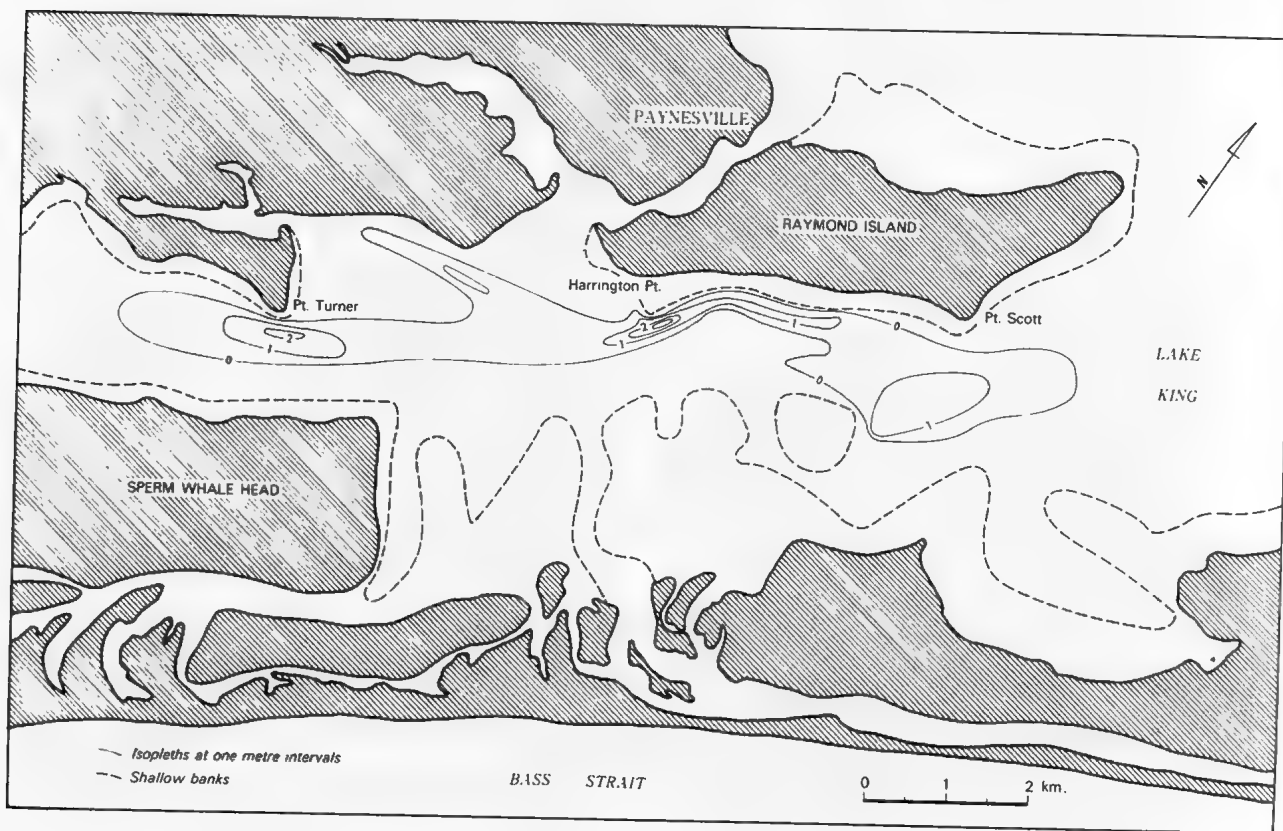 PAYNESVILLE
N
RAYMOND ISLAND
Harrington Pt.
Pt. Turner
Pt. Scott
0
2
1
2
1
1
0
0
0
1
LAKE
KING
SPERM WHALE HEAD
Isopleths at one metre intervals
Shallow banks
BASS STRAIT
0 1 2 km.